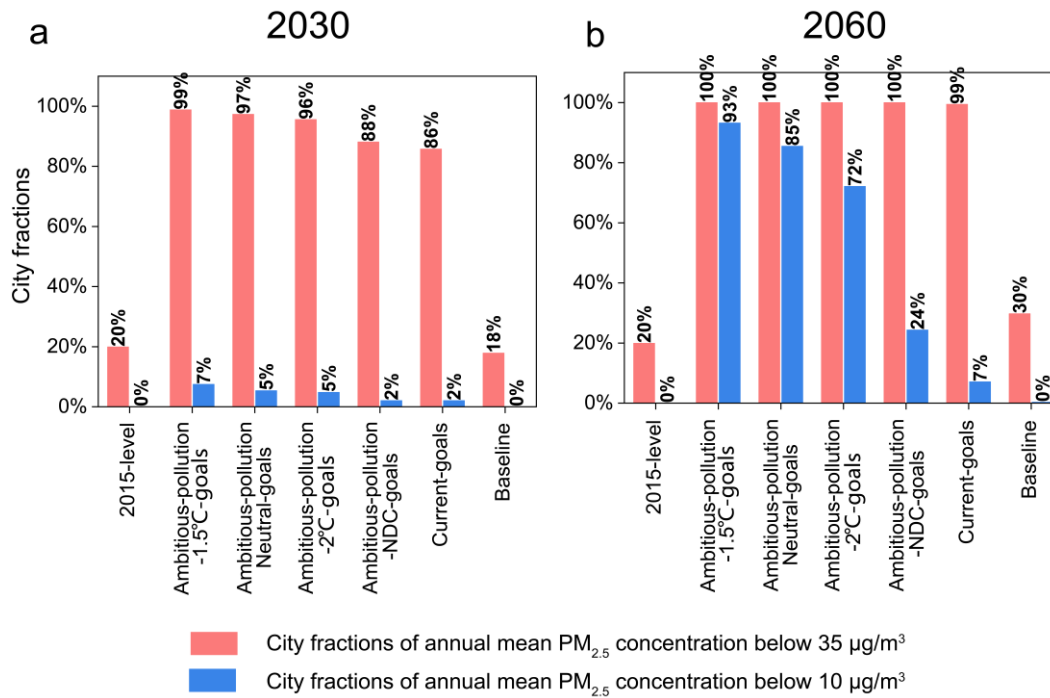 a
2030
City fractions
100%
80%
60%
40%
20%
0%
20%
0%
99%
7%
97%
5%
96%
5%
88%
2%
86%
2%
18%
0%
2015-level
Ambitious-pollution
-1.5℃-goals
Ambitious-pollution
Neutral-goals
Ambitious-pollution
-2℃-goals
Ambitious-pollution
-NDC-goals
Current-goals
Baseline
b
2060
100%
80%
60%
40%
20%
0%
20%
0%
100%
93%
100%
85%
100%
72%
100%
24%
99%
7%
30%
0%
2015-level
Ambitious-pollution
-1.5℃-goals
Ambitious-pollution
Neutral-goals
Ambitious-pollution
-2℃-goals
Ambitious-pollution
-NDC-goals
Current-goals
Baseline
City fractions of annual mean PM2.5 concentration below 35 μg/m³
City fractions of annual mean PM2.5 concentration below 10 μg/m³